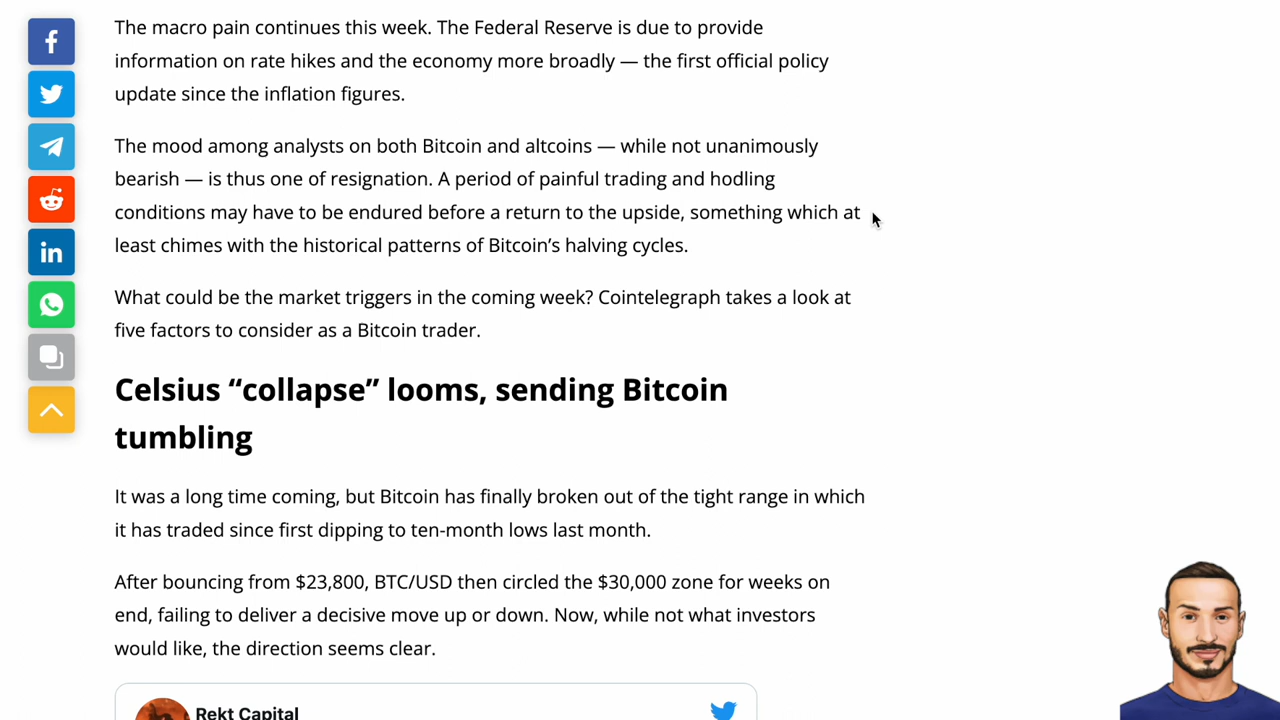 The macro pain continues this week. The Federal Reserve is due to provide
information on rate hikes and the economy more broadly — the first official policy
update since the inflation figures.
The mood among analysts on both Bitcoin and altcoins — while not unanimously
bearish — is thus one of resignation. A period of painful trading and hodling
conditions may have to be endured before a return to the upside, something which at
least chimes with the historical patterns of Bitcoin’s halving cycles.
What could be the market triggers in the coming week? Cointelegraph takes a look at
five factors to consider as a Bitcoin trader.
Celsius “collapse” looms, sending Bitcoin
tumbling
It was a long time coming, but Bitcoin has finally broken out of the tight range in which
it has traded since first dipping to ten-month lows last month.
After bouncing from $23,800, BTC/USD then circled the $30,000 zone for weeks on
end, failing to deliver a decisive move up or down. Now, while not what investors
would like, the direction seems clear.
Rekt Capital